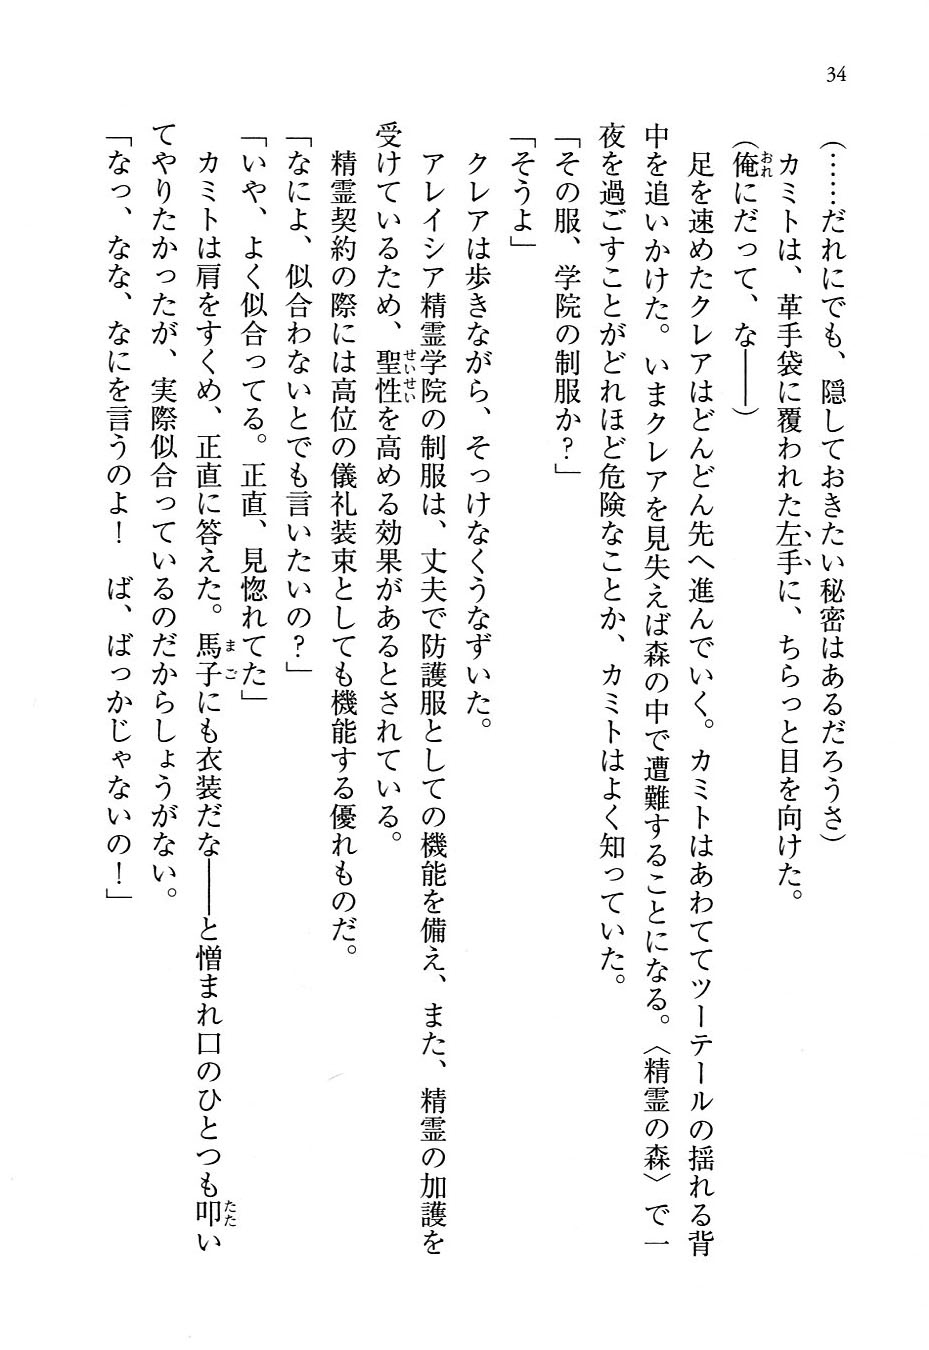 34
(……だれにでも、隠しておきたい秘密はあるだろうさ)
カミトは、革手袋に覆われた左手に、ちらっと目を向けた。
(俺にだって、な――)
足を速めたクレアはどんどん先へ進んでいく。カミトはあわててツーテールの揺れる背
中を追いかけた。いまクレアを見失えば森の中で遭難することになる。〈精霊の森〉で一
夜を過ごすことがどれほど危険なことか、カミトはよく知っていた。
「その服、学院の制服か?」
「そうよ」
クレアは歩きながら、そっけなくうなずいた。
アレイシア精霊学院の制服は、丈夫で防護服としての機能を備え、また、精霊の加護を
受けているため、聖性を高める効果があるとされている。
精霊契約の際には高位の儀礼装束としても機能する優れものだ。
「なによ、似合わないとでも言いたいの?」
「いや、よく似合ってる。正直、見惚れてた」
カミトは肩をすくめ、正直に答えた。馬子にも衣装だな――と憎まれ口のひとつも叩い
てやりたかったが、実際似合っているのだからしょうがない。
「なっ、なな、なにを言うのよ! ば、ばっかじゃないの!」